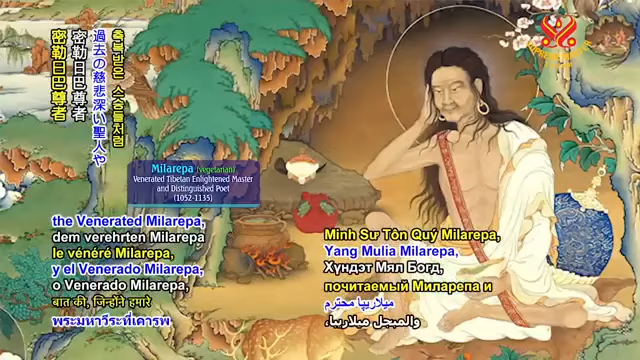 충복받은 스승들처럼
過去の慈悲深い聖人や
密勒日巴尊者
密勒日巴尊者
Milarepa (vegetarian)
Venerated Tibetan Enlightened Master
and Distinguished Poet
(1052-1135)
the Venerated Milarepa,
dem verehrten Milarepa
le vénéré Milarepa,
y el Venerado Milarepa,
o Venerado Milarepa,
बात की, जिन्होंने हमारे
พระมหาวีระที่เคารพ
Minh Sư Tôn Quý Milarepa,
Yang Mulia Milarepa,
Хүндэт Мял Богд,
почитаемый Миларепа и
میلاریپا محترم
والمبجل ميلاريبا،